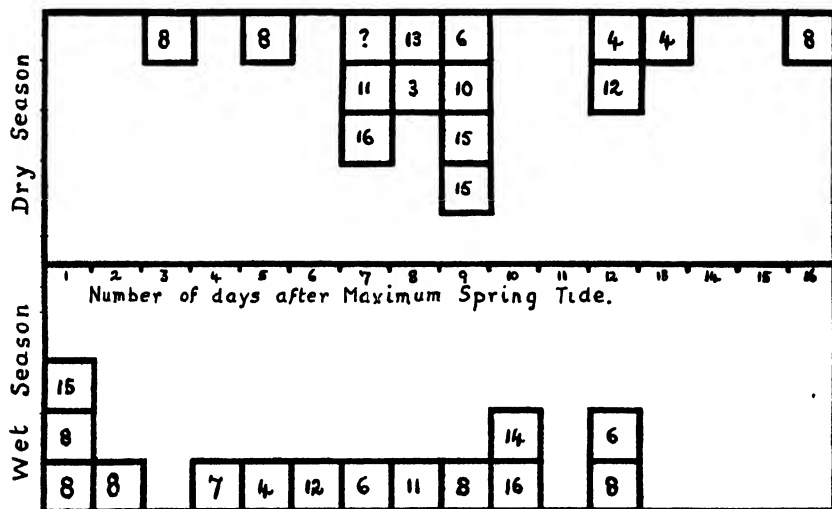 Dry Season
8 8 ? 13 6 4 4 8
11 3 10 12
16 15
15
1 2 3 4 5 6 7 8 9 10 11 12 13 14 15 16
Number of days after Maximum Spring Tide.
Wet Season
15
8 14 6
8 8 7 4 12 6 11 8 16 8